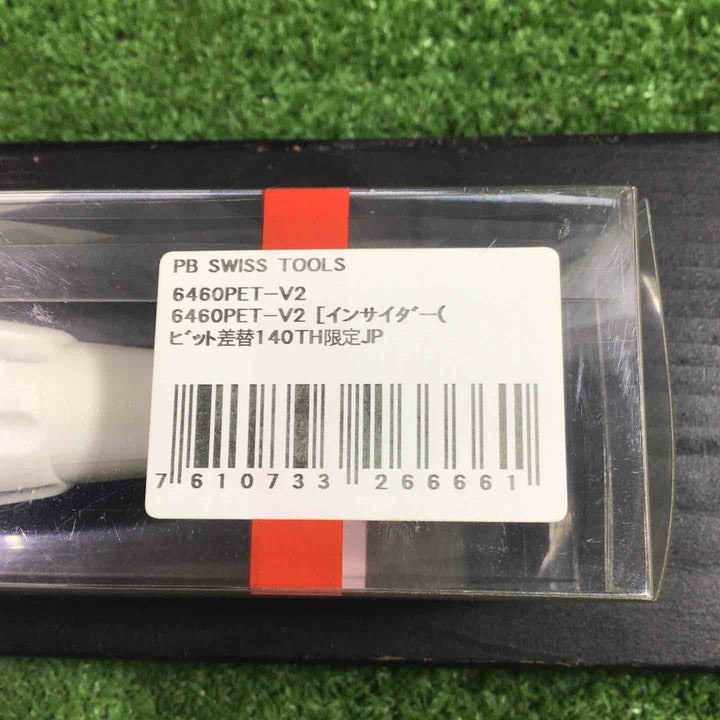 PB SWISS TOOLS
6460PET-V2
6460PET-V2 [インサイダｰ(
ﾋﾞｯﾄ差替140TH限定JP
7 610733 266661